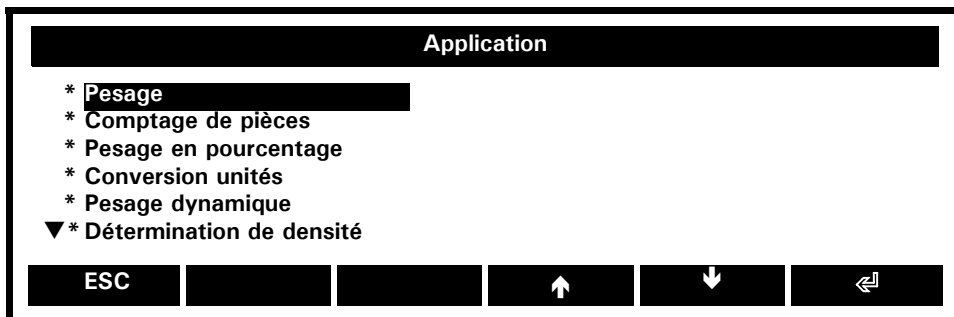 Application
* Pesage
* Comptage de pièces
* Pesage en pourcentage
* Conversion unités
* Pesage dynamique
▼* Détermination de densité
ESC ↑ ↓ ↵